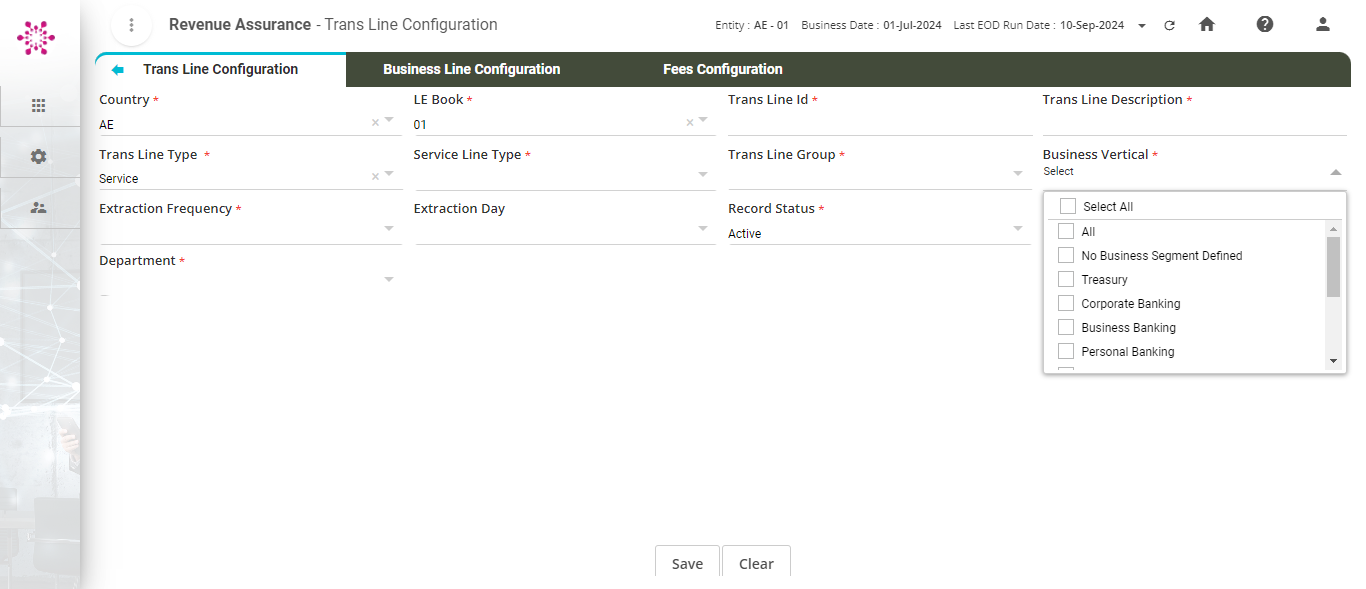 Revenue Assurance - Trans Line Configuration
Entity : AE - 01 Business Date : 01-Jul-2024 Last EOD Run Date : 10-Sep-2024
Trans Line Configuration
Business Line Configuration
Fees Configuration
Country *
LE Book *
Trans Line Id *
Trans Line Description *
AE
01
Trans Line Type *
Service Line Type *
Trans Line Group *
Business Vertical *
Service
Select
Extraction Frequency *
Extraction Day
Record Status *
Active
Department *
Select All
All
No Business Segment Defined
Treasury
Corporate Banking
Business Banking
Personal Banking
Save
Clear